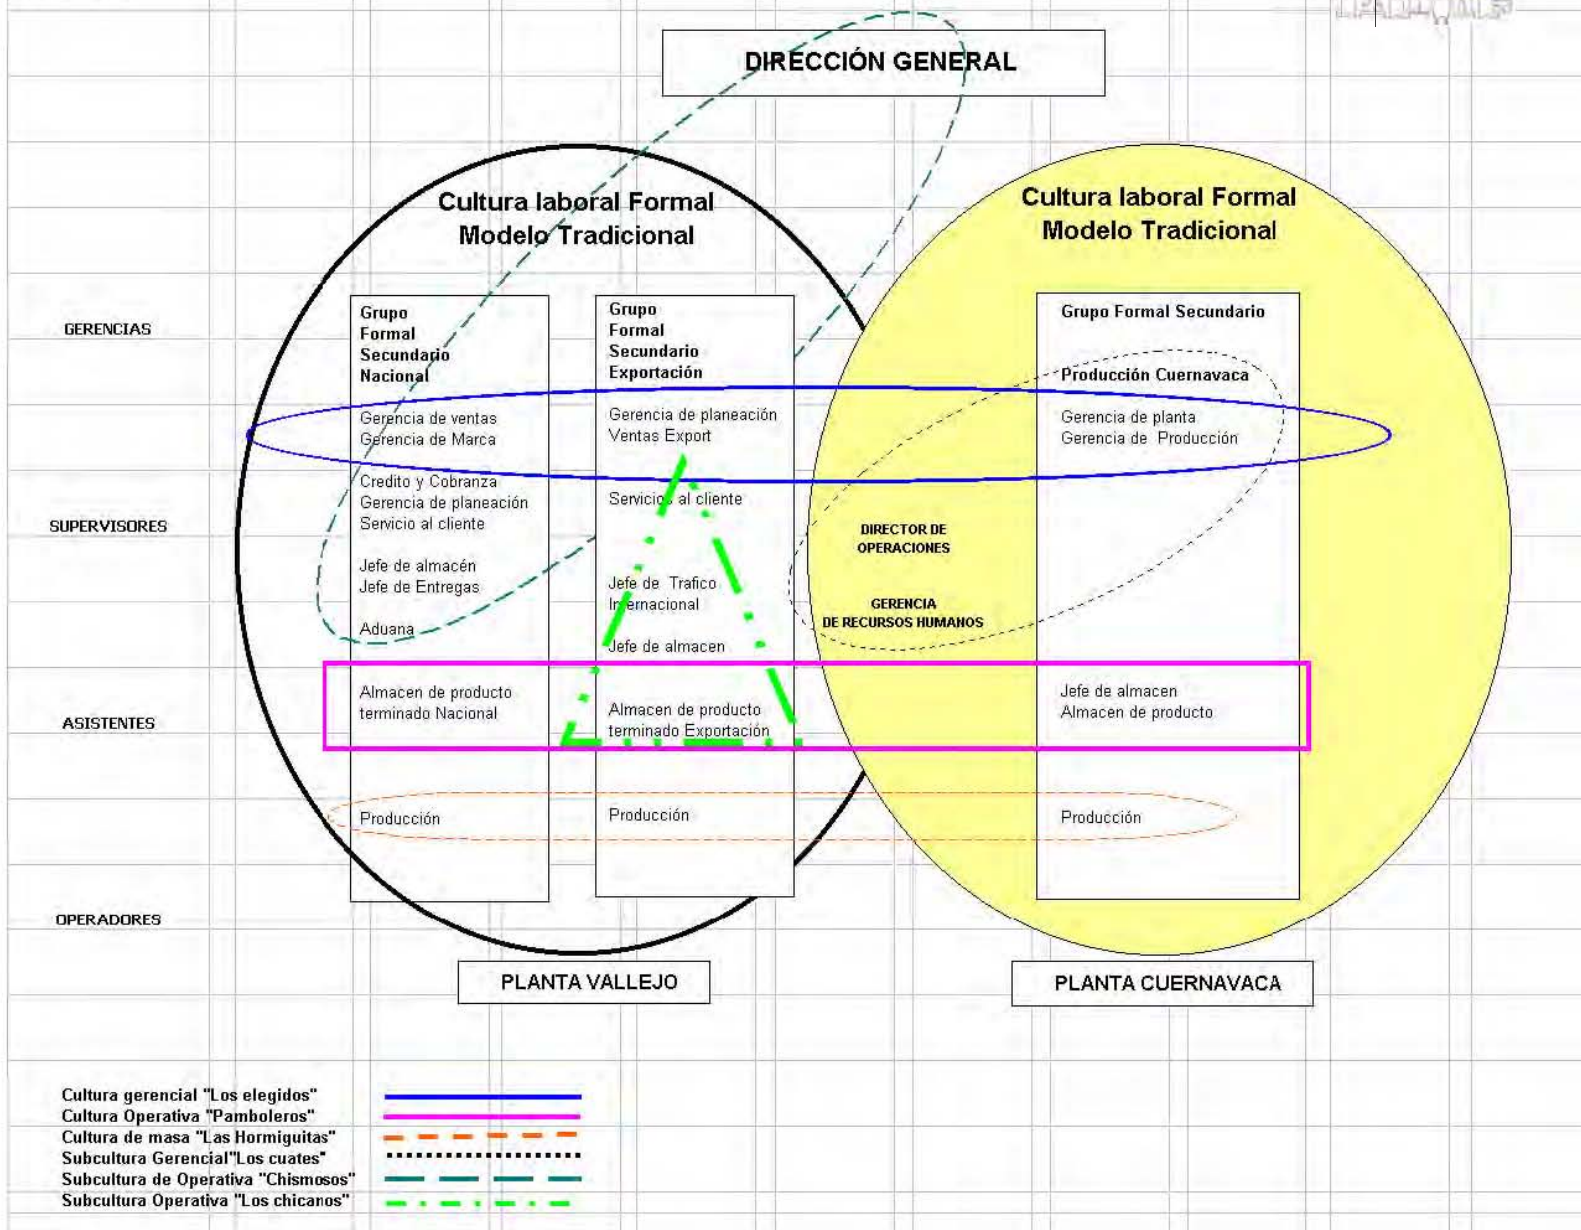 DIRECCIÓN GENERAL
Cultura laboral Formal
Modelo Tradicional
Cultura laboral Formal
Modelo Tradicional
GERENCIAS
SUPERVISORES
ASISTENTES
OPERADORES
Grupo
Formal
Secundario
Nacional
Gerencia de ventas
Gerencia de Marca
Credito y Cobranza
Gerencia de planeación
Servicio al cliente
Jefe de almacén
Jefe de Entregas
Aduana
Almacen de producto
terminado Nacional
Producción
Grupo
Formal
Secundario
Exportación
Gerencia de planeación
Ventas Export
Servicios al cliente
Jefe de Trafico
Internacional
Jefe de almacen
Almacen de producto
terminado Exportación
Producción
DIRECTOR DE
OPERACIONES
GERENCIA
DE RECURSOS HUMANOS
Grupo Formal Secundario
Producción Cuernavaca
Gerencia de planta
Gerencia de Producción
Jefe de almacen
Almacen de producto
Producción
PLANTA VALLEJO
PLANTA CUERNAVACA
Cultura gerencial "Los elegidos"
Cultura Operativa "Pamboleros"
Cultura de masa "Las Hormiguitas"
Subcultura Gerencial"Los cuates"
Subcultura de Operativa "Chismosos"
Subcultura Operativa "Los chicanos"